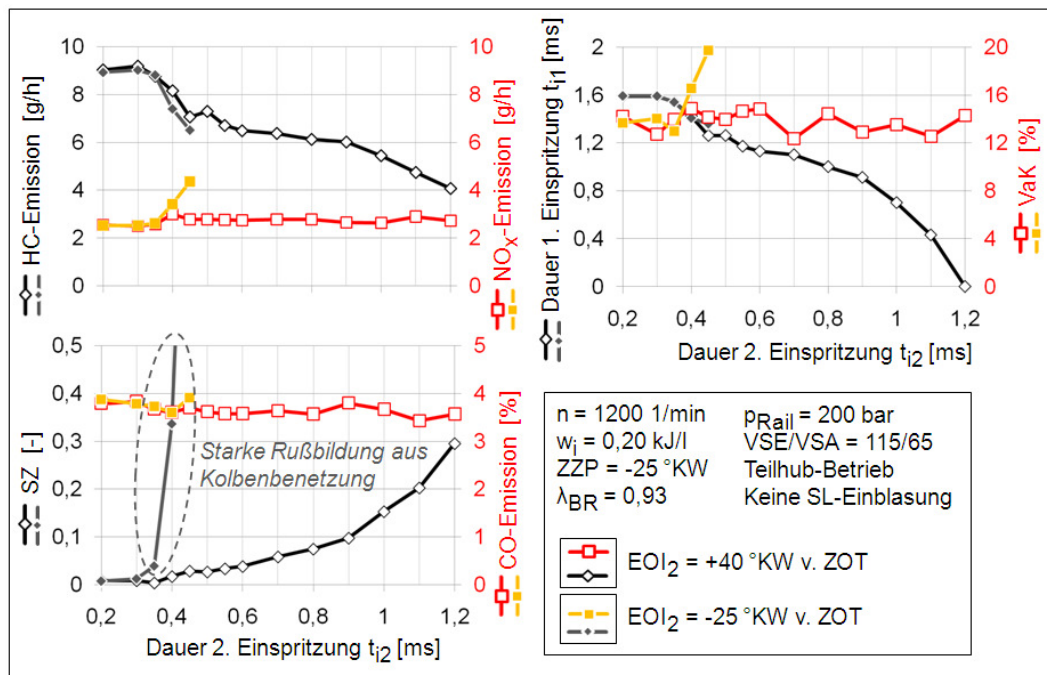 10
8
6
4
2
0
HC-Emission [g/h]
10
8
6
4
2
0
NOx-Emission [g/h]
2
1,6
1,2
0,8
0,4
0
Dauer 1. Einspritzung ti1 [ms]
20
16
12
8
4
0
VaK [%]
0,2 0,4 0,6 0,8 1 1,2
Dauer 2. Einspritzung ti2 [ms]
0,5
0,4
0,3
0,2
0,1
0
SZ [-]
5
4
3
2
1
0
CO-Emission [%]
Starke Rußbildung aus
Kolbenbenetzung
0,2 0,4 0,6 0,8 1 1,2
Dauer 2. Einspritzung ti2 [ms]
n = 1200 1/min pRail = 200 bar
wi = 0,20 kJ/l VSE/VSA = 115/65
ZZP = -25 °KW Teilhub-Betrieb
λBR = 0,93 Keine SL-Einblasung
EOI2 = +40 °KW v. ZOT
EOI2 = -25 °KW v. ZOT